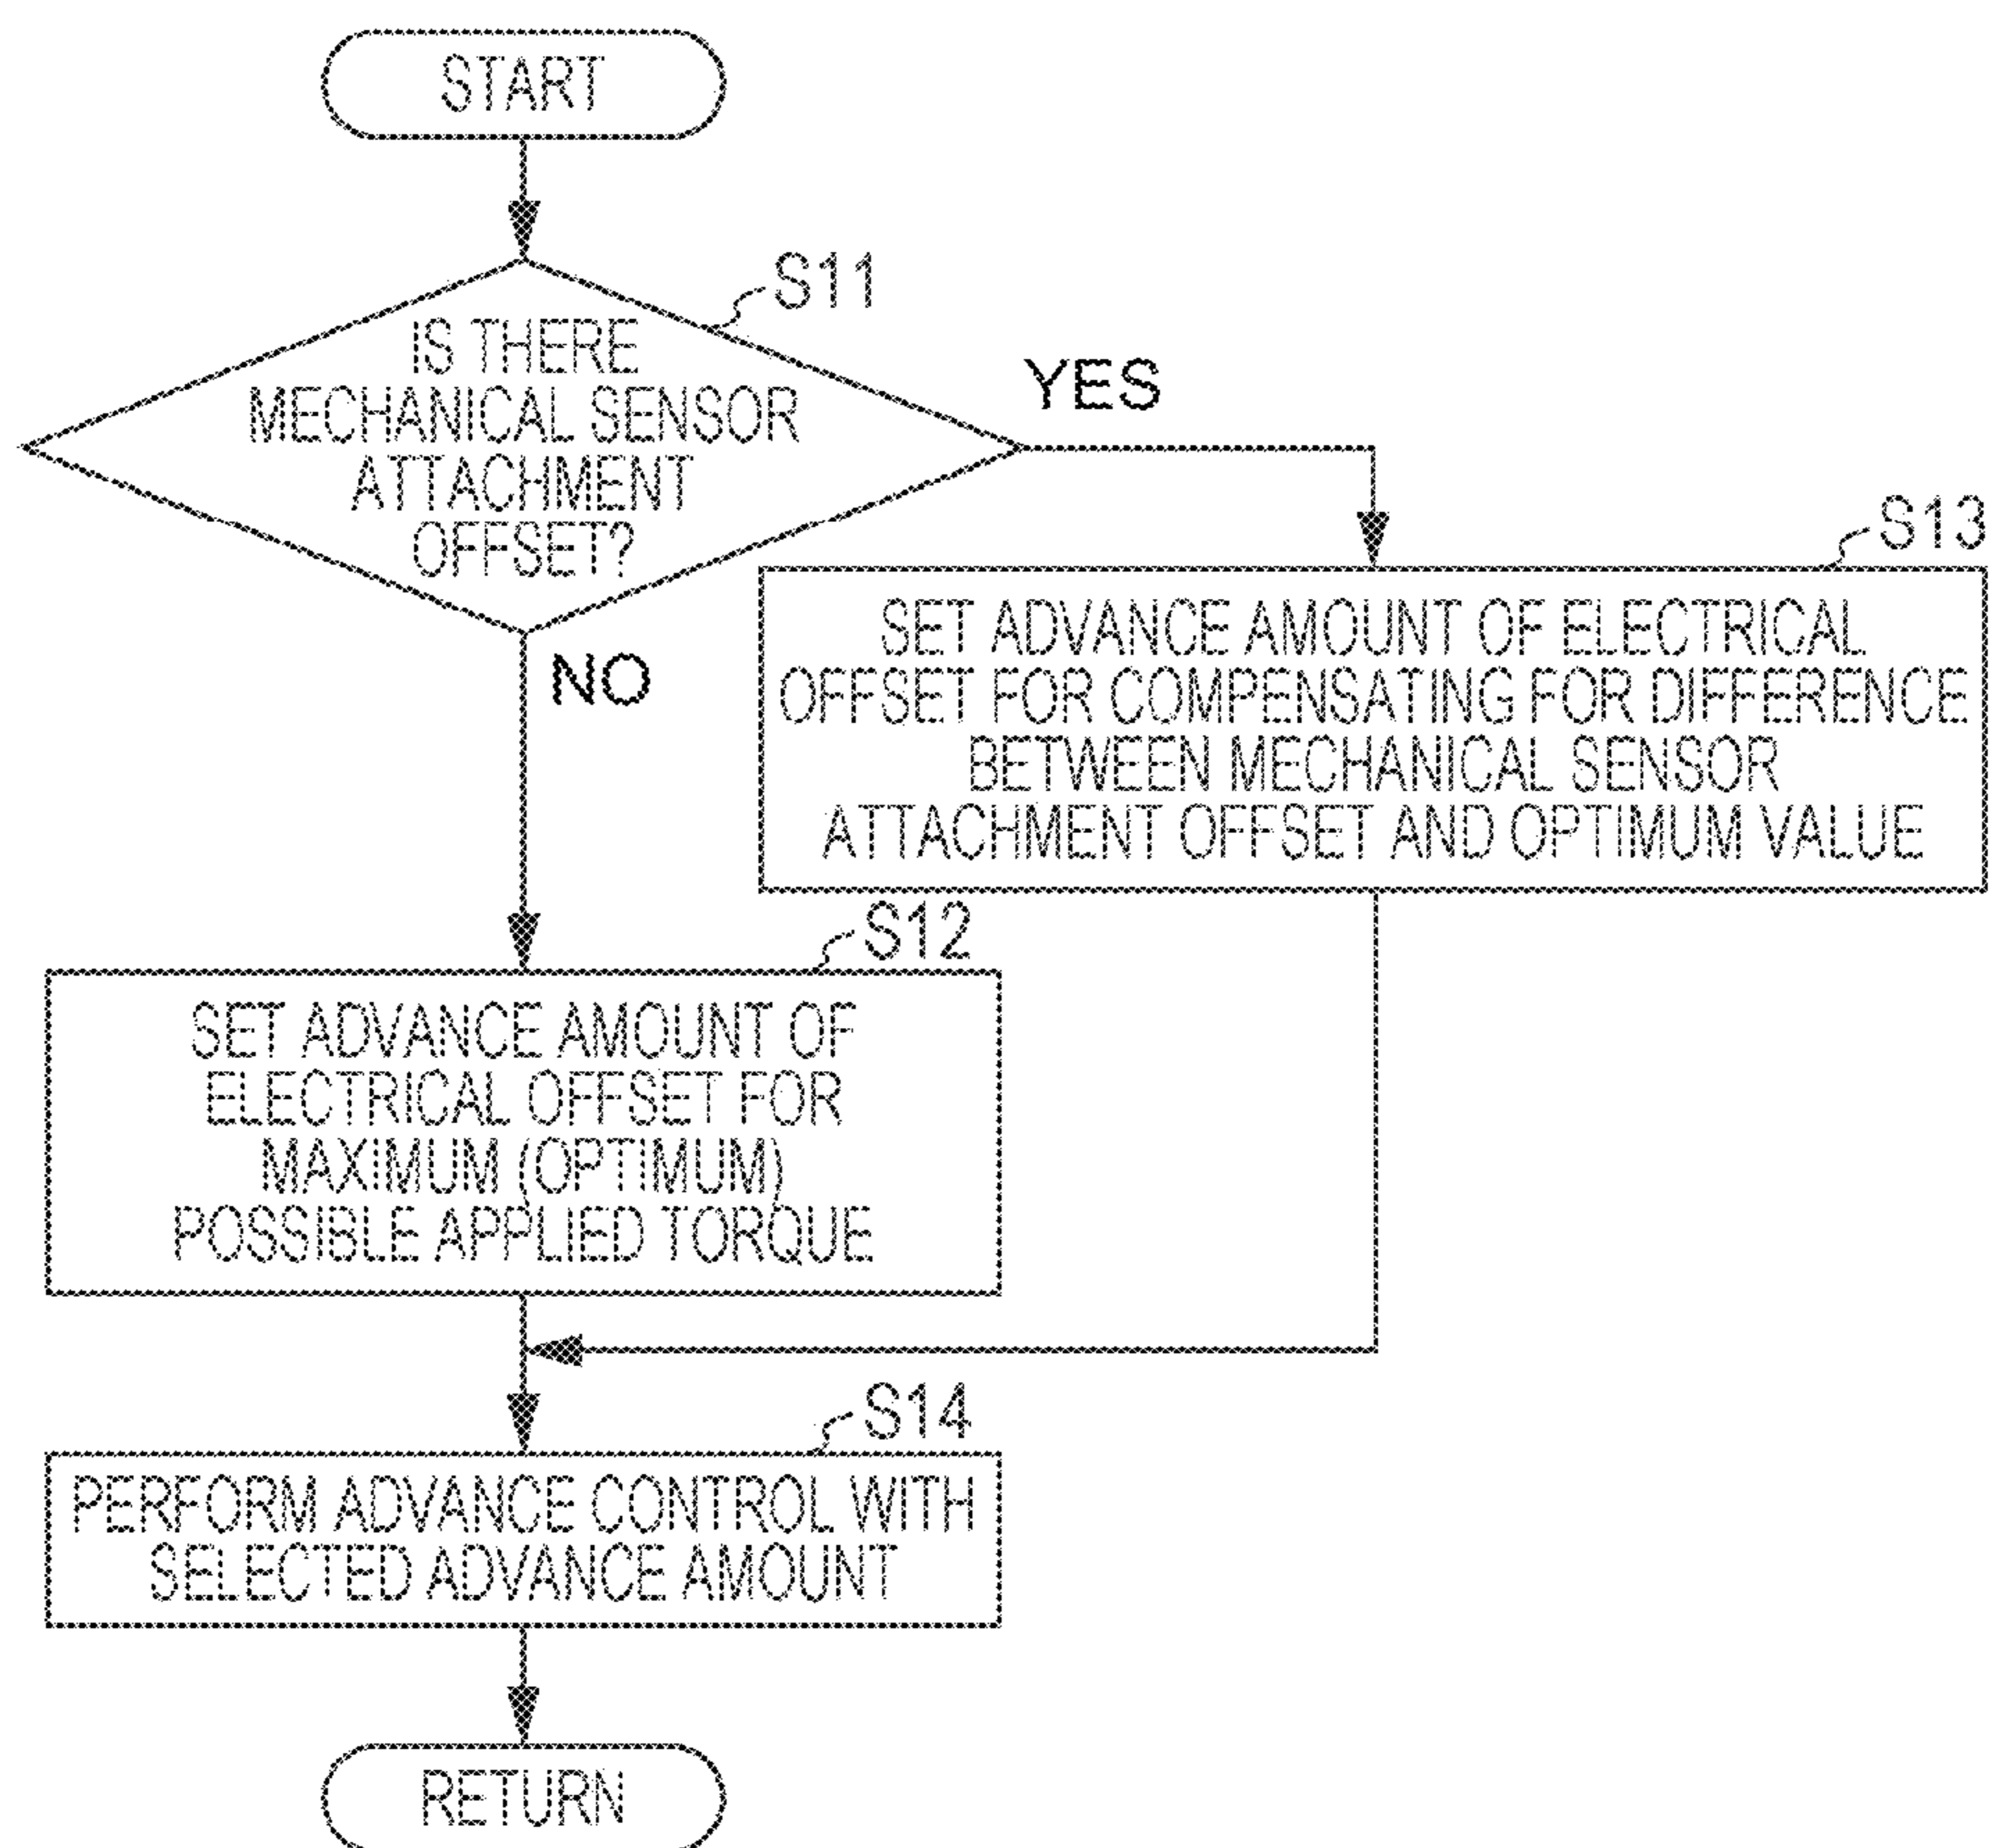 START
S11
IS THERE
MECHANICAL SENSOR
ATTACHMENT
OFFSET?
YES
NO
S13
SET ADVANCE AMOUNT OF ELECTRICAL
OFFSET FOR COMPENSATING FOR DIFFERENCE
BETWEEN MECHANICAL SENSOR
ATTACHMENT OFFSET AND OPTIMUM VALUE
S12
SET ADVANCE AMOUNT OF
ELECTRICAL OFFSET FOR
MAXIMUM (OPTIMUM)
POSSIBLE APPLIED TORQUE
S14
PERFORM ADVANCE CONTROL WITH
SELECTED ADVANCE AMOUNT
RETURN